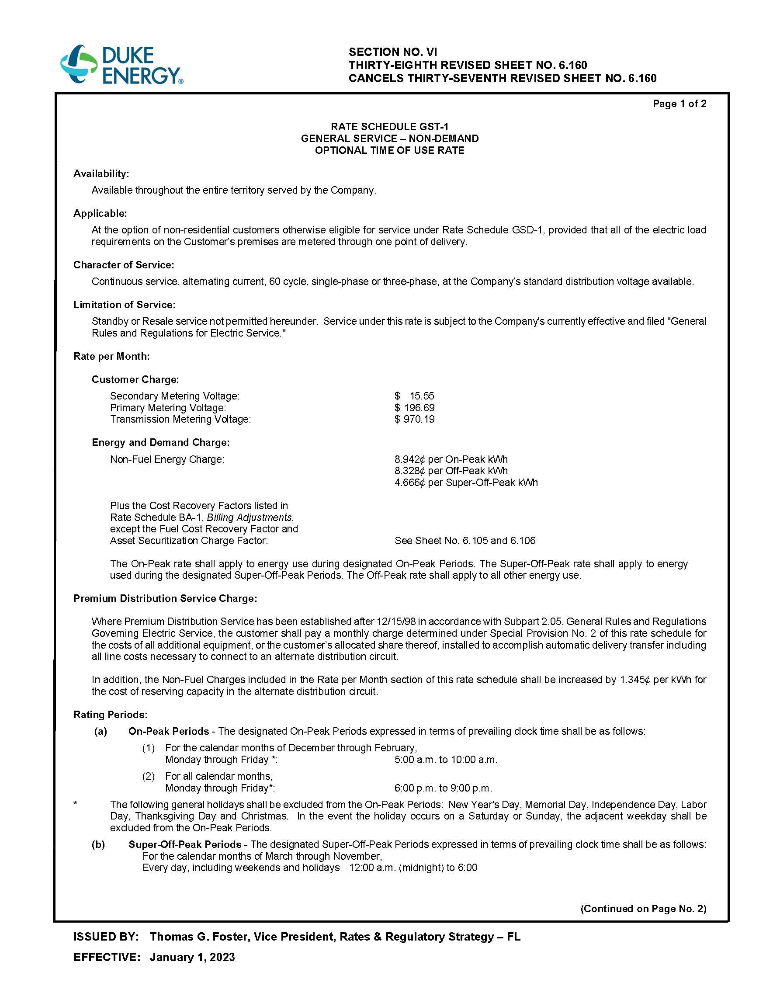 DUKE
ENERGY®
SECTION NO. VI
THIRTY-EIGHTH REVISED SHEET NO. 6.160
CANCELS THIRTY-SEVENTH REVISED SHEET NO. 6.160
Page 1 of 2
RATE SCHEDULE GST-1
GENERAL SERVICE – NON-DEMAND
OPTIONAL TIME OF USE RATE
Availability:
Available throughout the entire territory served by the Company.
Applicable:
At the option of non-residential customers otherwise eligible for service under Rate Schedule GSD-1, provided that all of the electric load
requirements on the Customer’s premises are metered through one point of delivery.
Character of Service:
Continuous service, alternating current, 60 cycle, single-phase or three-phase, at the Company’s standard distribution voltage available.
Limitation of Service:
Standby or Resale service not permitted hereunder. Service under this rate is subject to the Company's currently effective and filed "General
Rules and Regulations for Electric Service."
Rate per Month:
Customer Charge:
Secondary Metering Voltage: $ 15.55
Primary Metering Voltage: $ 196.69
Transmission Metering Voltage: $ 970.19
Energy and Demand Charge:
Non-Fuel Energy Charge: 8.942¢ per On-Peak kWh
8.328¢ per Off-Peak kWh
4.666¢ per Super-Off-Peak kWh
Plus the Cost Recovery Factors listed in
Rate Schedule BA-1, Billing Adjustments,
except the Fuel Cost Recovery Factor and
Asset Securitization Charge Factor: See Sheet No. 6.105 and 6.106
The On-Peak rate shall apply to energy use during designated On-Peak Periods. The Super-Off-Peak rate shall apply to energy
used during the designated Super-Off-Peak Periods. The Off-Peak rate shall apply to all other energy use.
Premium Distribution Service Charge:
Where Premium Distribution Service has been established after 12/15/98 in accordance with Subpart 2.05, General Rules and Regulations
Governing Electric Service, the customer shall pay a monthly charge determined under Special Provision No. 2 of this rate schedule for
the costs of all additional equipment, or the customer’s allocated share thereof, installed to accomplish automatic delivery transfer including
all line costs necessary to connect to an alternate distribution circuit.
In addition, the Non-Fuel Charges included in the Rate per Month section of this rate schedule shall be increased by 1.345¢ per kWh for
the cost of reserving capacity in the alternate distribution circuit.
Rating Periods:
(a) On-Peak Periods - The designated On-Peak Periods expressed in terms of prevailing clock time shall be as follows:
(1) For the calendar months of December through February,
Monday through Friday *: 5:00 a.m. to 10:00 a.m.
(2) For all calendar months,
Monday through Friday*: 6:00 p.m. to 9:00 p.m.
* The following general holidays shall be excluded from the On-Peak Periods: New Year's Day, Memorial Day, Independence Day, Labor
Day, Thanksgiving Day and Christmas. In the event the holiday occurs on a Saturday or Sunday, the adjacent weekday shall be
excluded from the On-Peak Periods.
(b) Super-Off-Peak Periods - The designated Super-Off-Peak Periods expressed in terms of prevailing clock time shall be as follows:
For the calendar months of March through November,
Every day, including weekends and holidays 12:00 a.m. (midnight) to 6:00
(Continued on Page No. 2)
ISSUED BY: Thomas G. Foster, Vice President, Rates & Regulatory Strategy – FL
EFFECTIVE: January 1, 2023